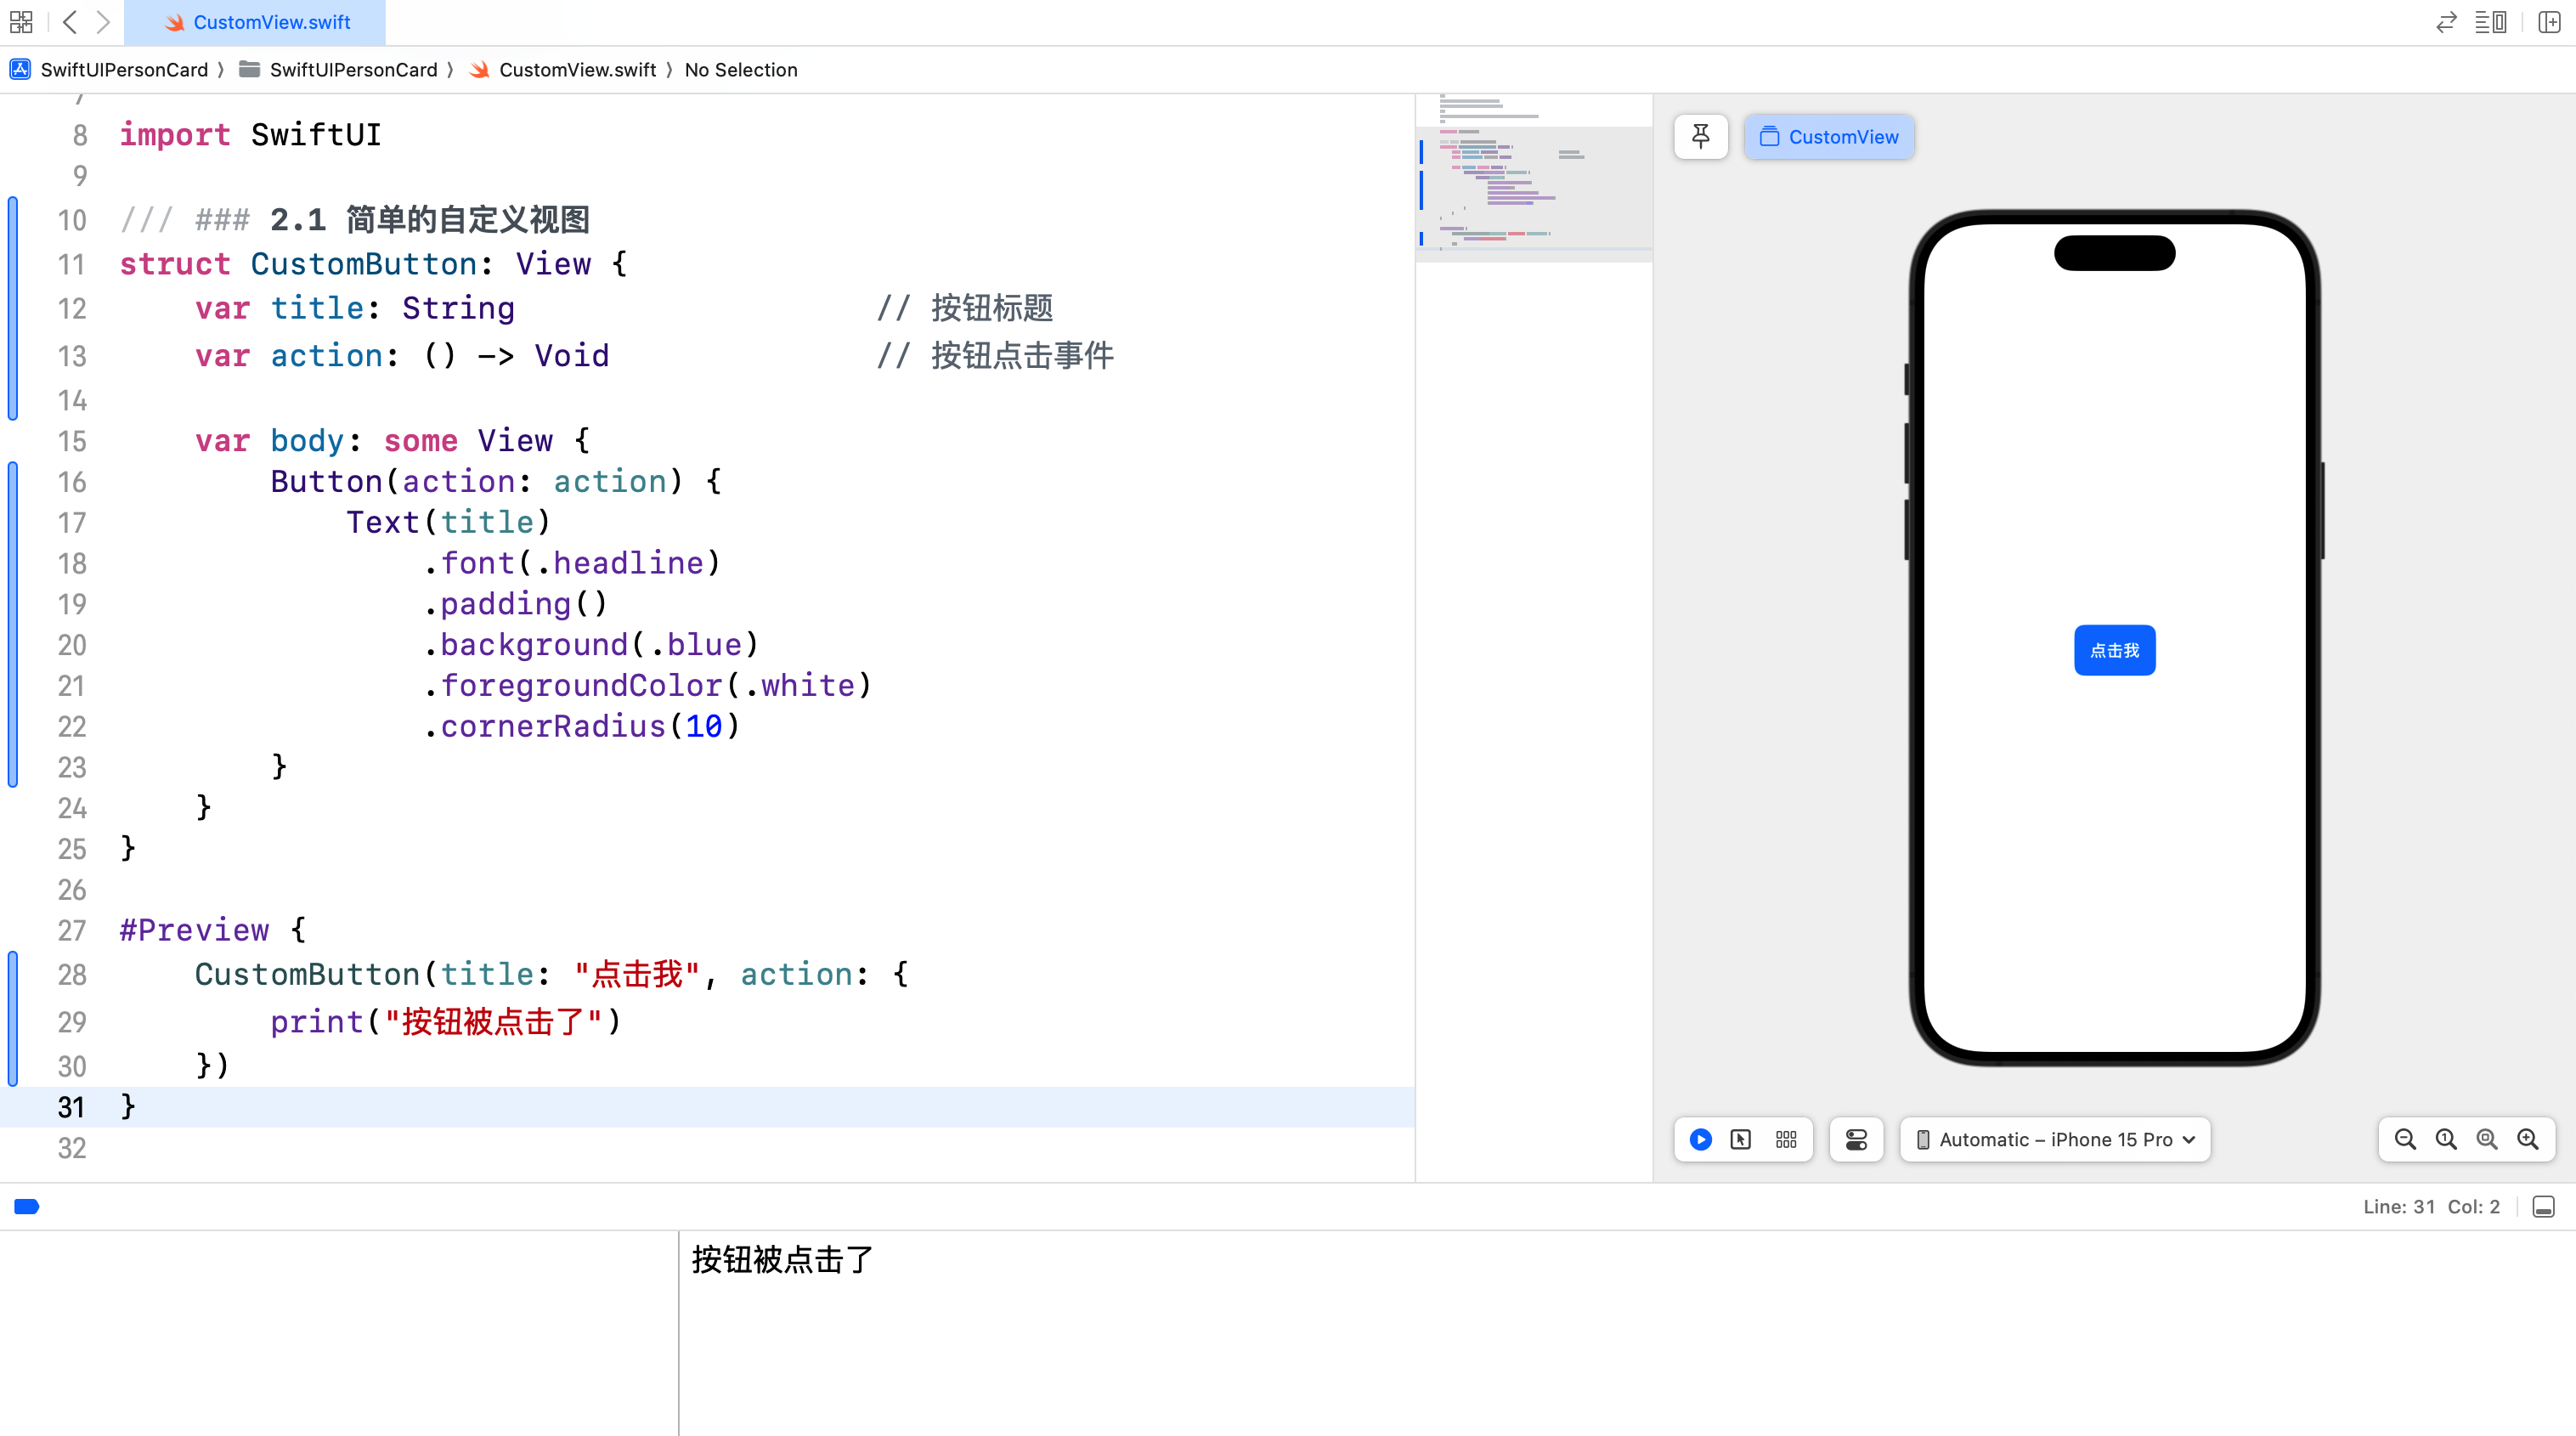 CustomView.swift
SwiftUIPersonCard 〉 SwiftUIPersonCard 〉 CustomView.swift 〉 No Selection
8 import SwiftUI
9
10 /// ### 2.1 简单的自定义视图
11 struct CustomButton: View {
12 var title: String // 按钮标题
13 var action: () -> Void // 按钮点击事件
14
15 var body: some View {
16 Button(action: action) {
17 Text(title)
18 .font(.headline)
19 .padding()
20 .background(.blue)
21 .foregroundColor(.white)
22 .cornerRadius(10)
23 }
24 }
25 }
26
27 #Preview {
28 CustomButton(title: "点击我", action: {
29 print("按钮被点击了")
30 })
31 }
32
CustomView
点击我
Automatic – iPhone 15 Pro
Line: 31 Col: 2
按钮被点击了